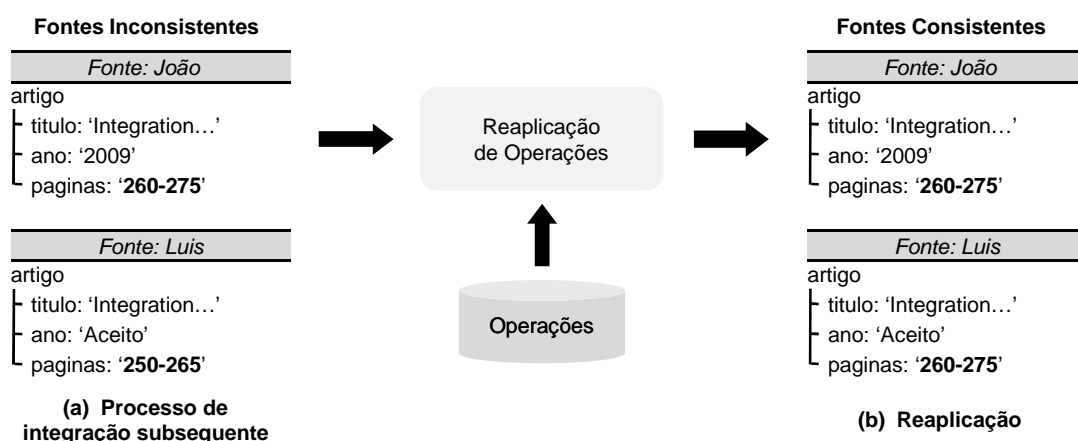 Fontes Inconsistentes
Fonte: João
artigo
titulo: ‘Integration…’
ano: ‘2009’
paginas: ‘260-275’
Fonte: Luis
artigo
titulo: ‘Integration…’
ano: ‘Aceito’
paginas: ‘250-265’
(a) Processo de
integração subsequente
Reaplicação
de Operações
Operações
Fontes Consistentes
Fonte: João
artigo
titulo: ‘Integration…’
ano: ‘2009’
paginas: ‘260-275’
Fonte: Luis
artigo
titulo: ‘Integration…’
ano: ‘Aceito’
paginas: ‘260-275’
(b) Reaplicação